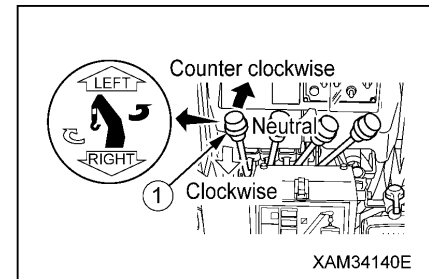 LEFT
RIGHT
Counter clockwise
Neutral
1
Clockwise
XAM34140E